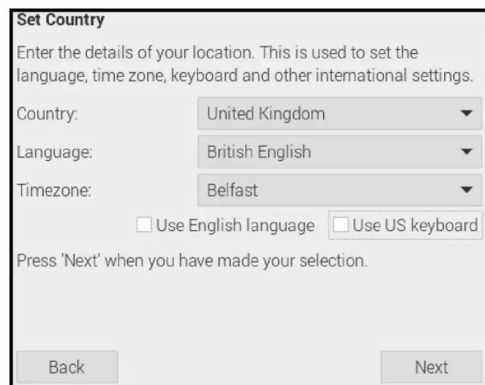 Set Country
Enter the details of your location. This is used to set the
language, time zone, keyboard and other international settings.
Country: United Kingdom
Language: British English
Timezone: Belfast
Use English language Use US keyboard
Press 'Next' when you have made your selection.
Back Next